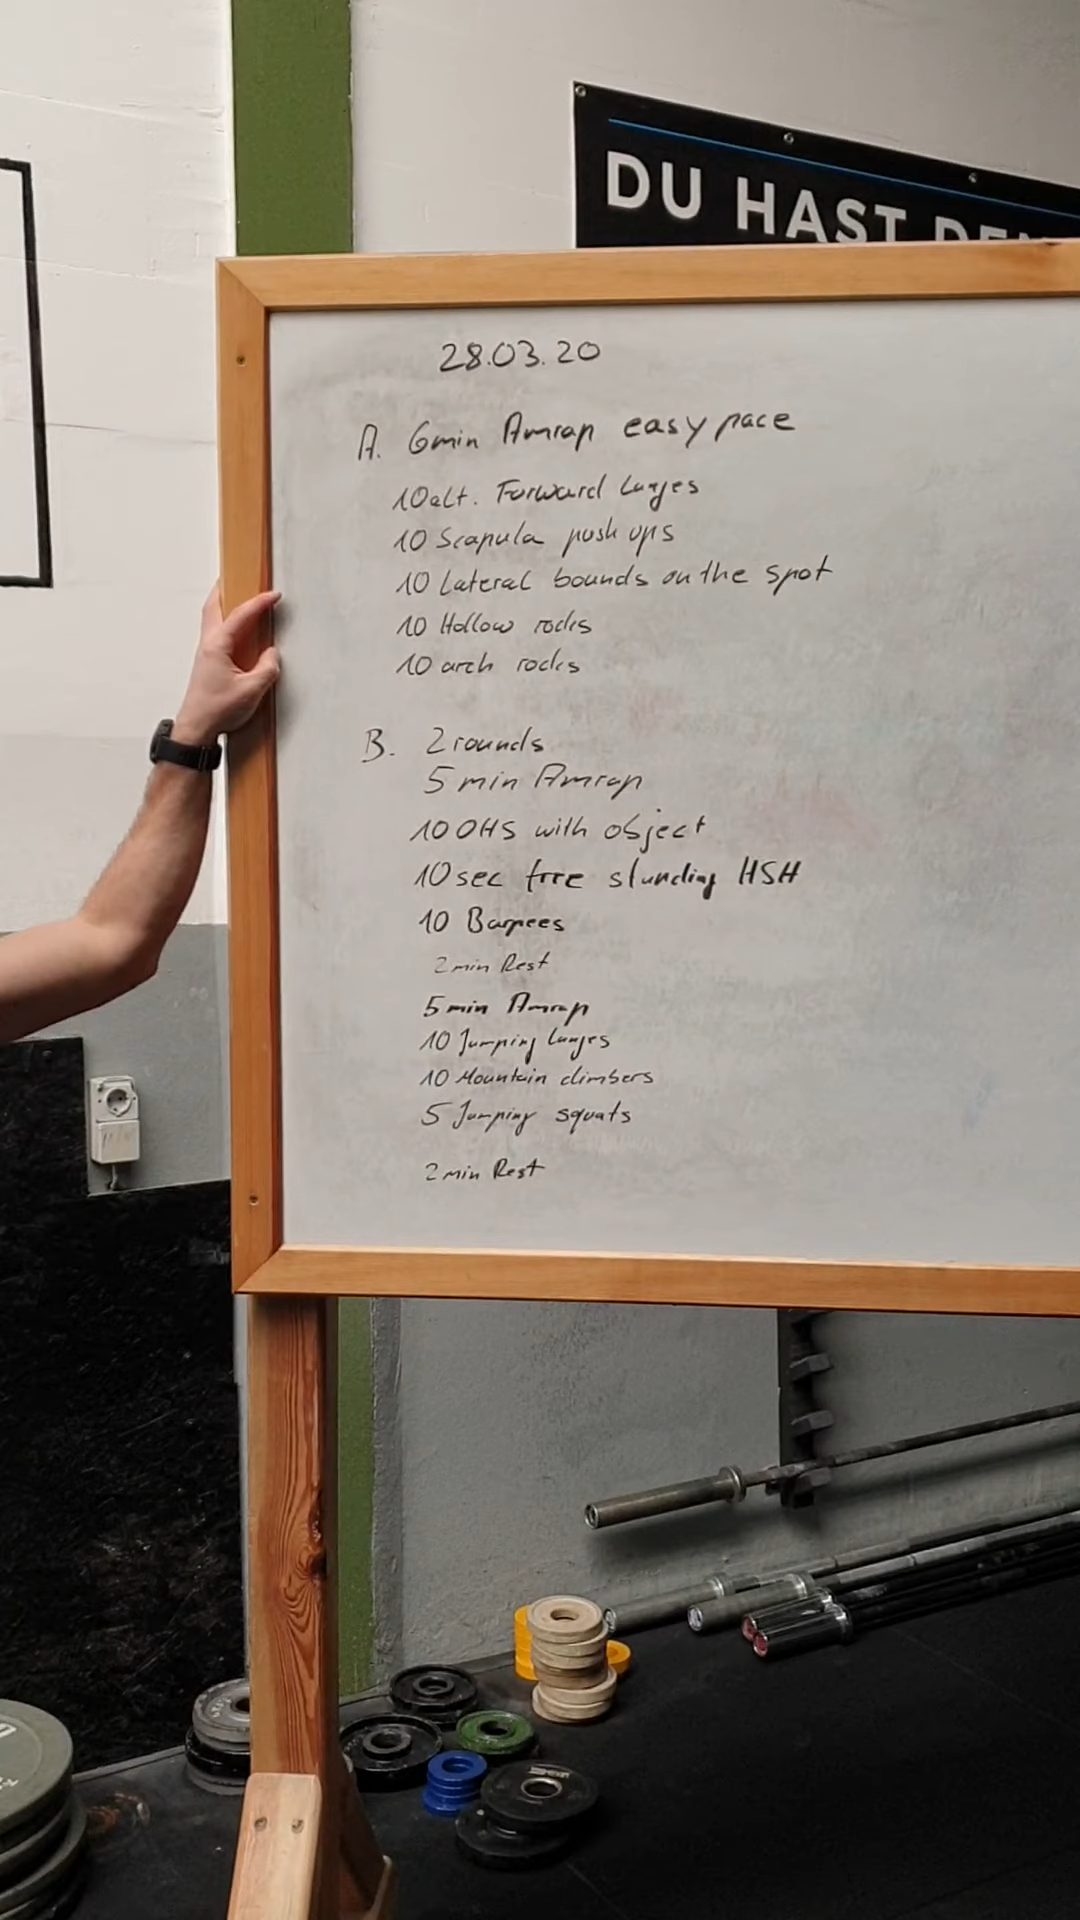 DU HAST DEN
28.03.20
A. 6min Amrap easy pace
10 alt. Forward Lunges
10 Scapula push ups
10 Lateral bounds on the spot
10 Hollow rocks
10 arch rocks
B. 2 rounds
5 min Amrap
10 OHS with object
10 sec free standing HSH
10 Burpees
2 min Rest
5 min Amrap
10 Jumping Lunges
10 Mountain climbers
5 Jumping squats
2 min Rest